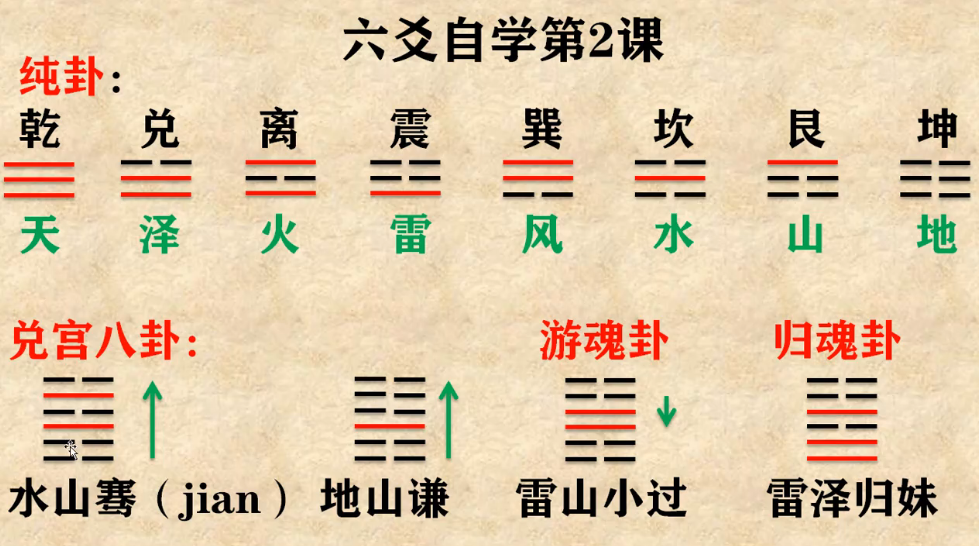 六爻自学第2课
纯卦：
乾 兑 离 震 巽 坎 艮 坤
天 泽 火 雷 风 水 山 地
兑宫八卦： 游魂卦 归魂卦
水山骞（jian） 地山谦 雷山小过 雷泽归妹